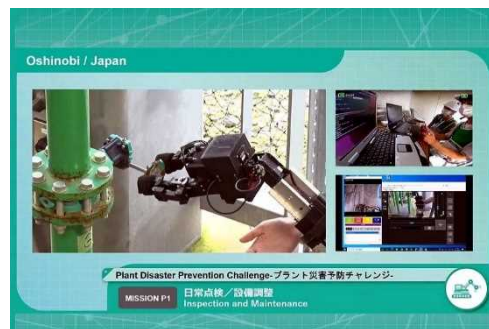 Oshinobi / Japan
Plant Disaster Prevention Challenge-プラント災害予防チャレンジ-
MISSION P1
日常点検／設備調整
Inspection and Maintenance